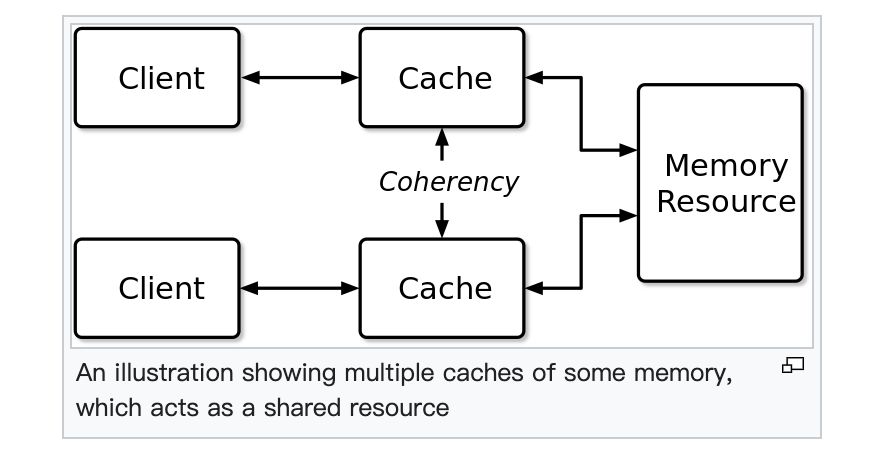 Client
Cache
Memory
Resource
Coherency
Client
Cache
An illustration showing multiple caches of some memory,
which acts as a shared resource